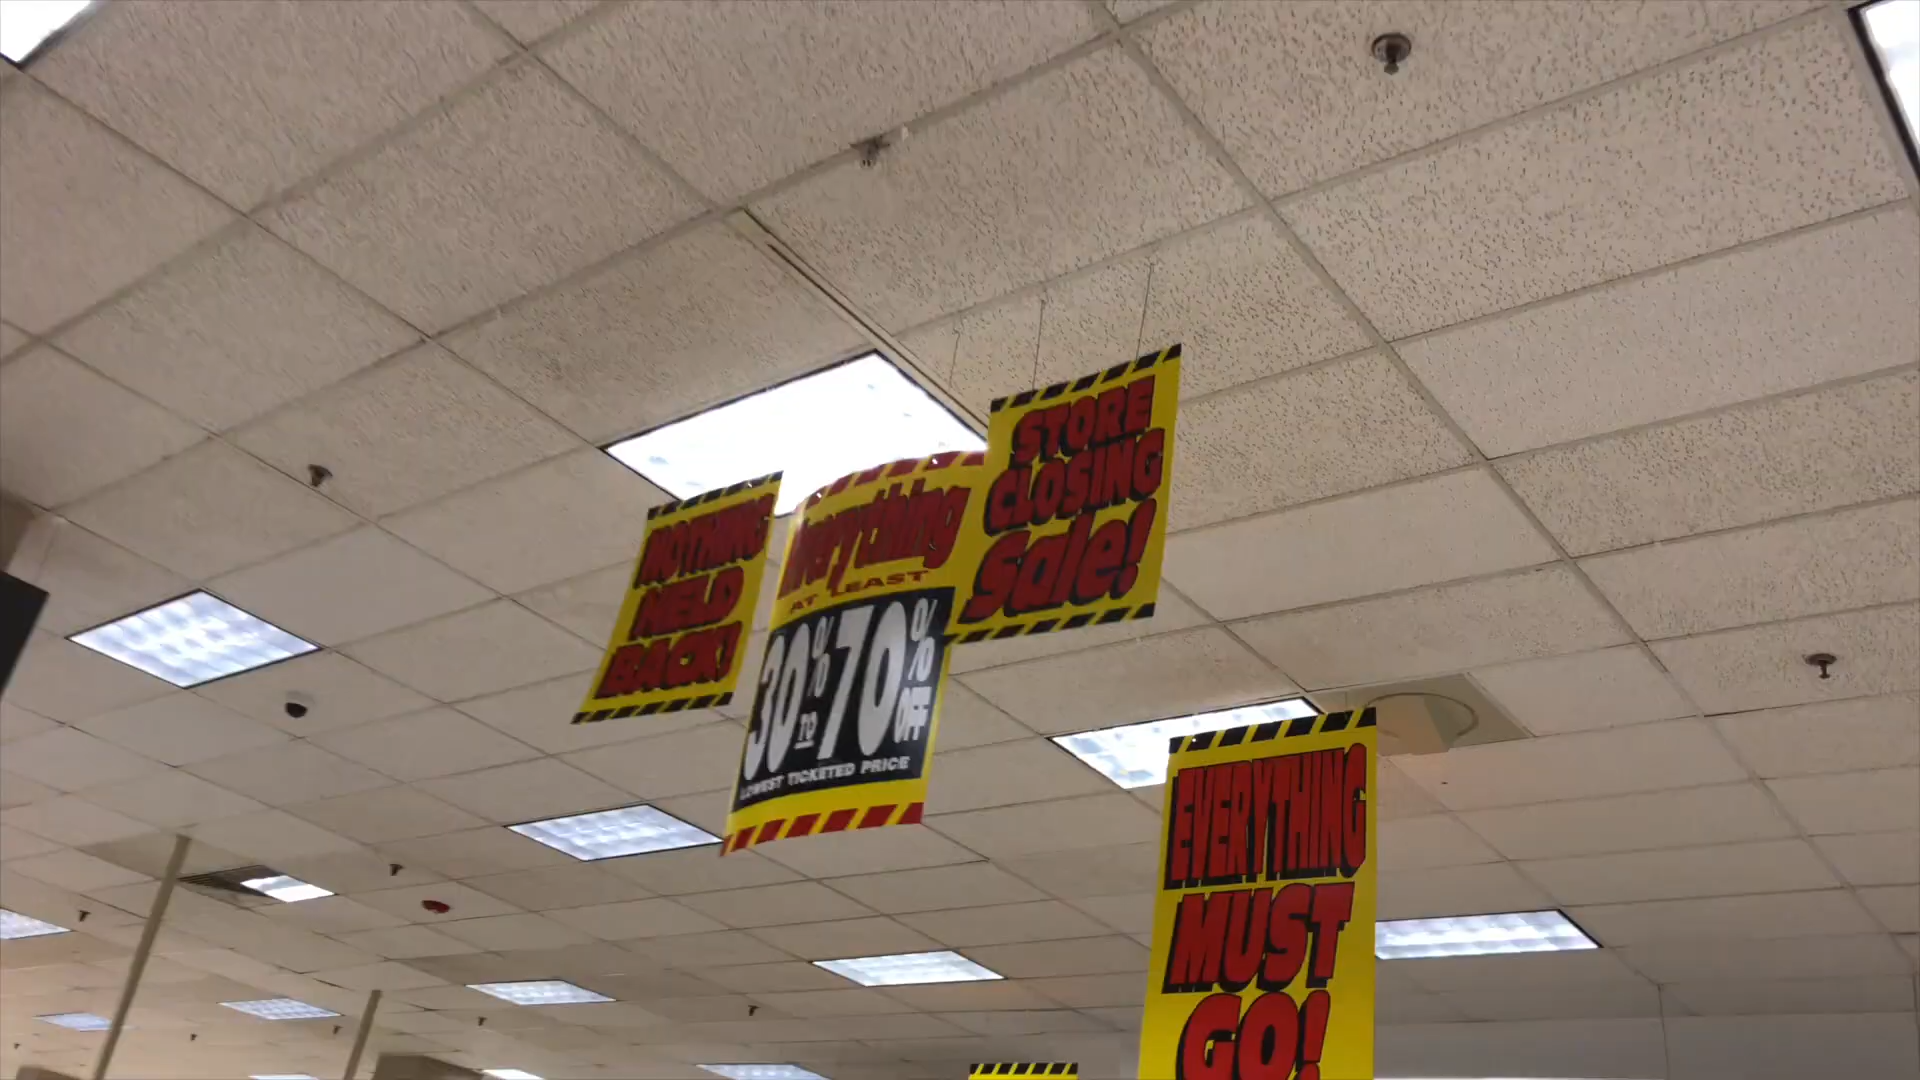 NOTHING
HELD
BACK!
Everything
AT LEAST
30% TO 70% OFF
LOWEST TICKETED PRICE
STORE
CLOSING
Sale!
EVERYTHING
MUST
GO!